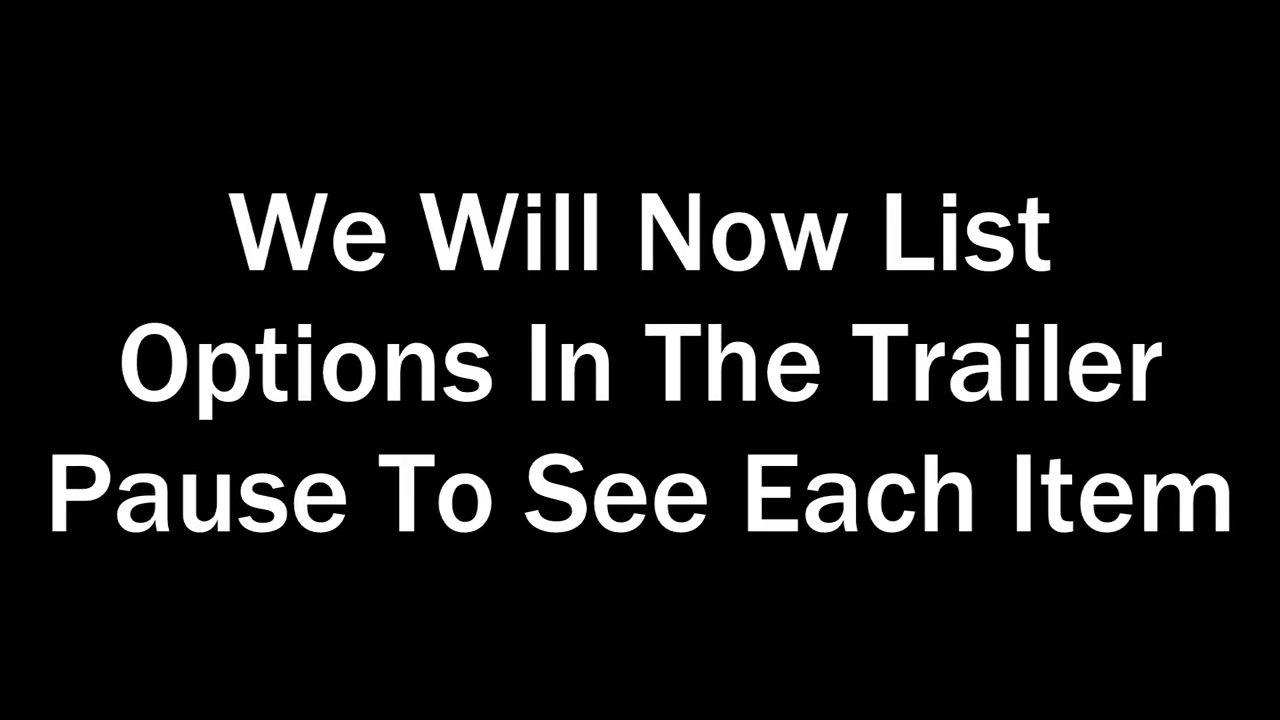 We Will Now List
Options In The Trailer
Pause To See Each Item